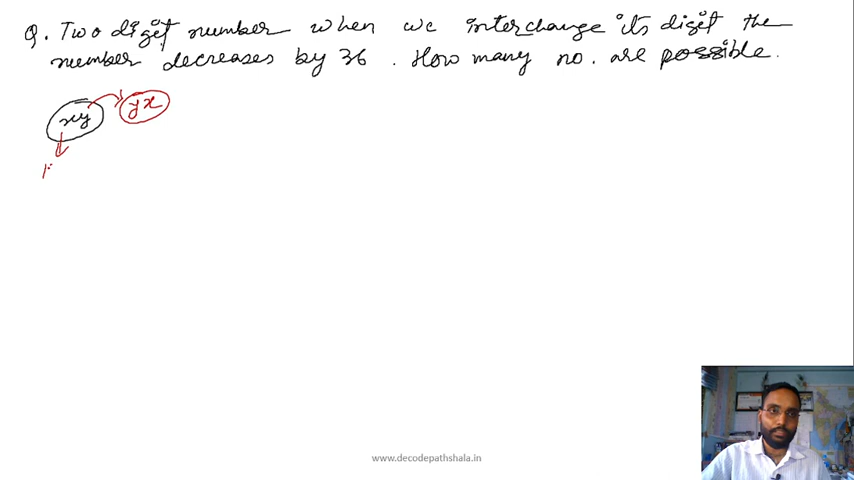 Q. Two digit number when we interchange its digit the
number decreases by 36 . How many no. are possible.
xy yx
www.decodepathshala.in